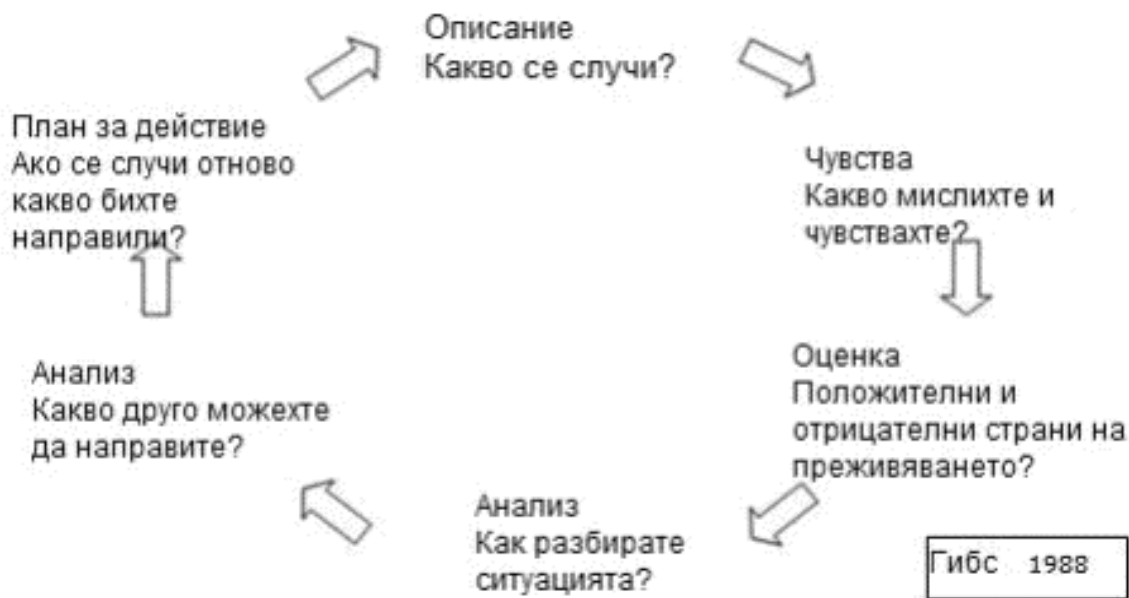 Описание
Какво се случи?
Чувства
Какво мислихте и
чувствахте?
Оценка
Положителни и
отрицателни страни на
преживяването?
Анализ
Как разбирате
ситуацията?
Анализ
Какво друго можехте
да направите?
План за действие
Ако се случи отново
какво бихте
направили?
Гибс 1988